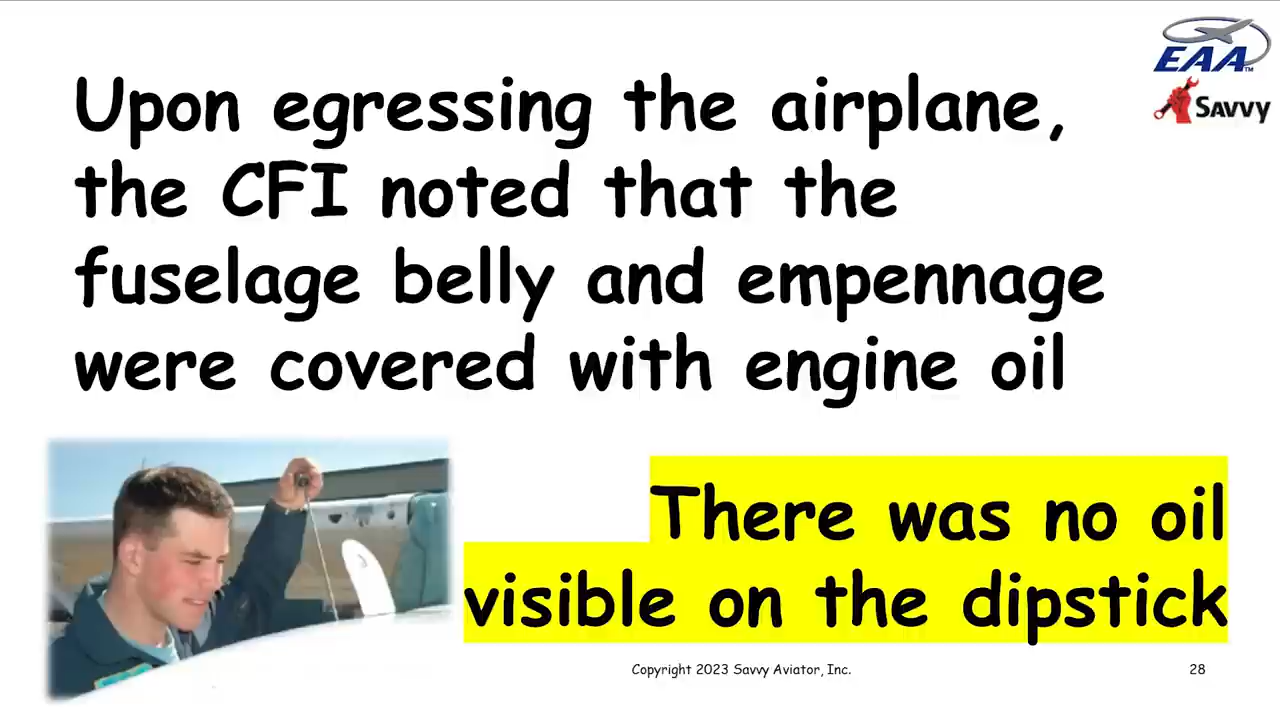 EAA
Savvy
Upon egressing the airplane,
the CFI noted that the
fuselage belly and empennage
were covered with engine oil
There was no oil
visible on the dipstick
Copyright 2023 Savvy Aviator, Inc.
28